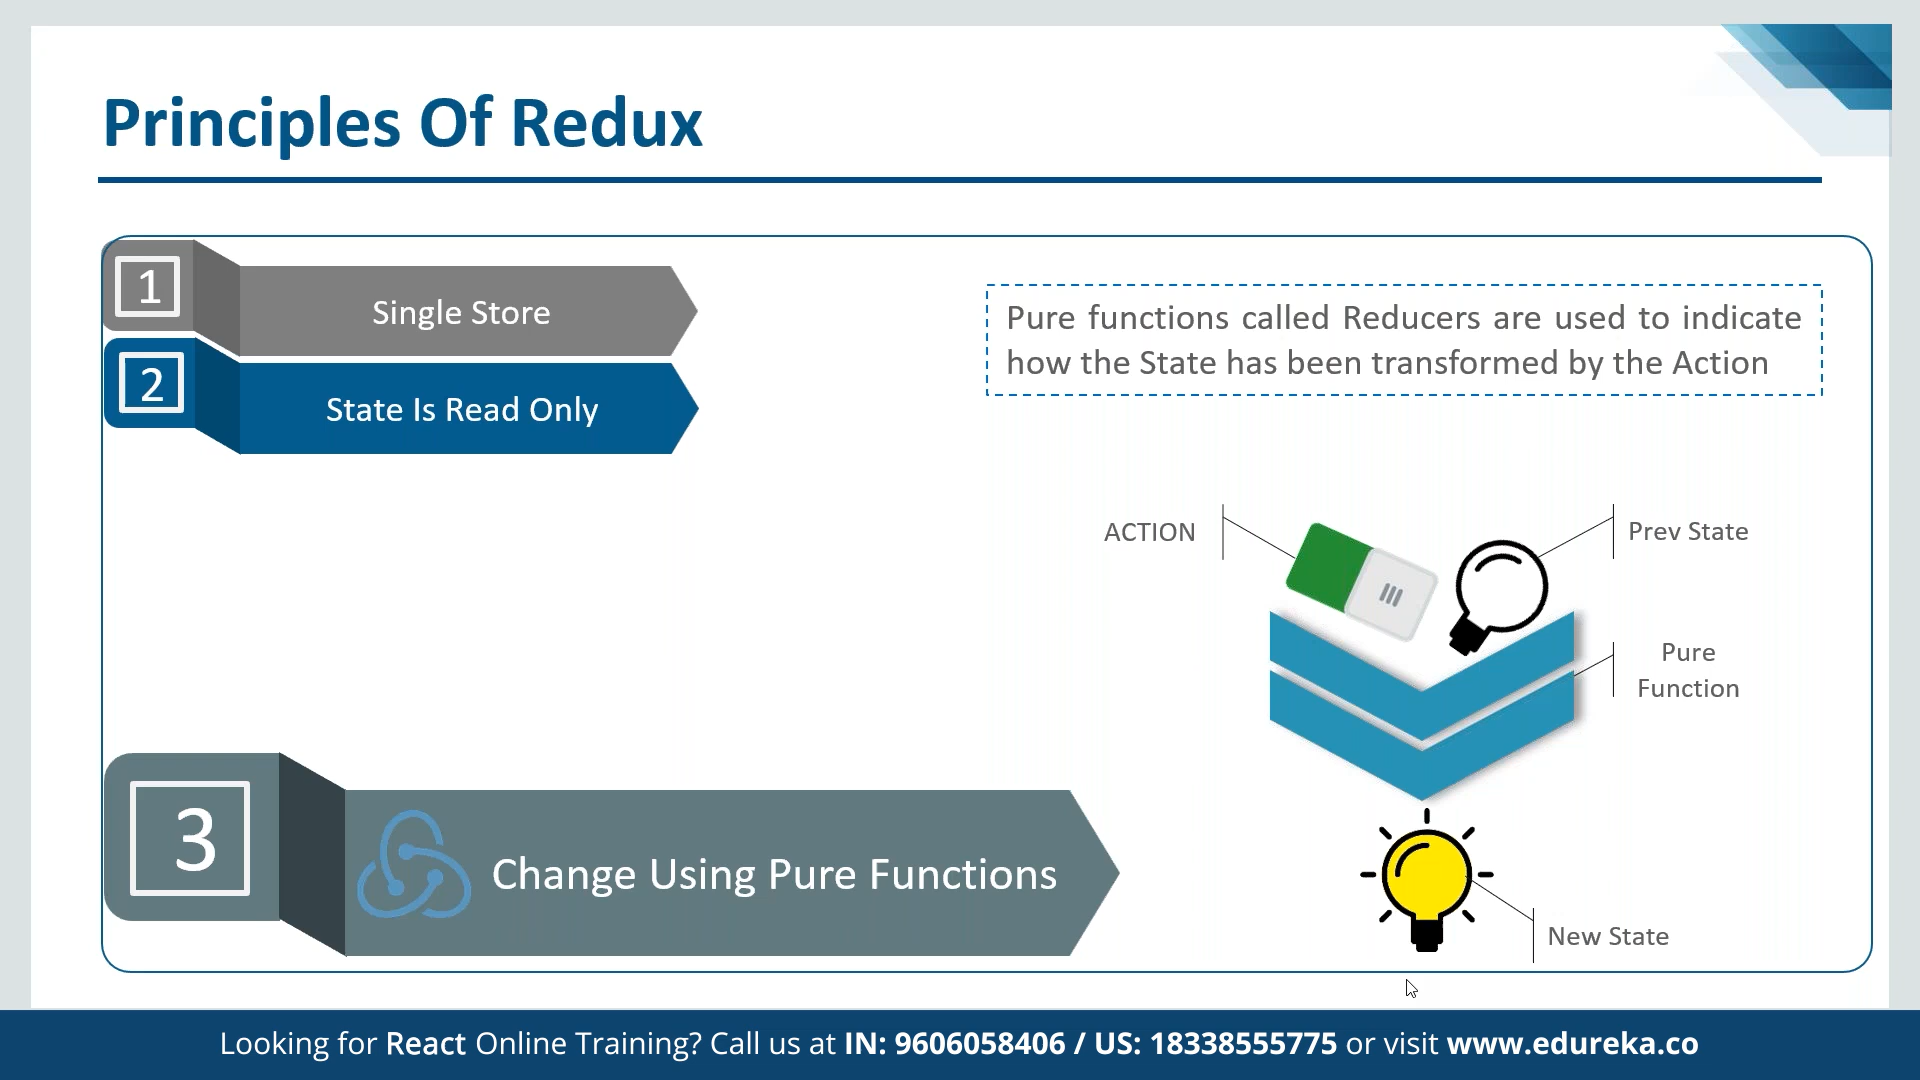 Principles Of Redux
1
Single Store
2
State Is Read Only
Pure functions called Reducers are used to indicate
how the State has been transformed by the Action
ACTION
Prev State
Pure
Function
3
Change Using Pure Functions
New State
Looking for React Online Training? Call us at IN: 9606058406 / US: 18338555775 or visit www.edureka.co